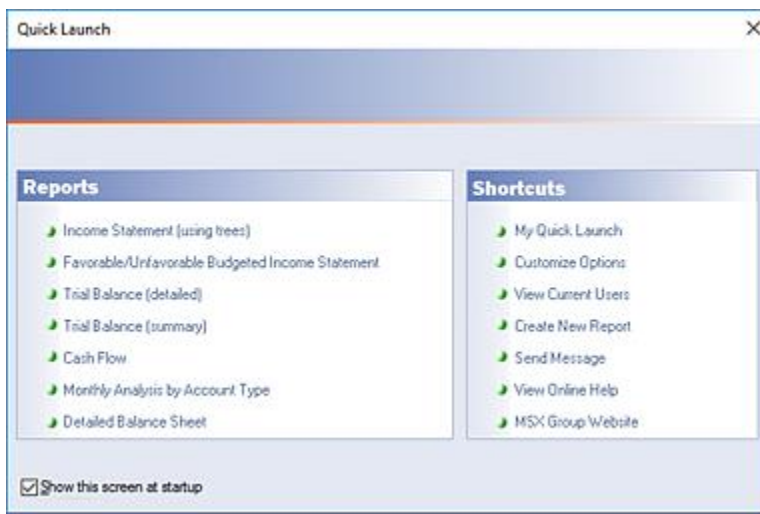 Quick Launch
Reports
Income Statement (using trees)
Favorable/Unfavorable Budgeted Income Statement
Trial Balance (detailed)
Trial Balance (summary)
Cash Flow
Monthly Analysis by Account Type
Detailed Balance Sheet
Shortcuts
My Quick Launch
Customize Options
View Current Users
Create New Report
Send Message
View Online Help
MSX Group Website
Show this screen at startup